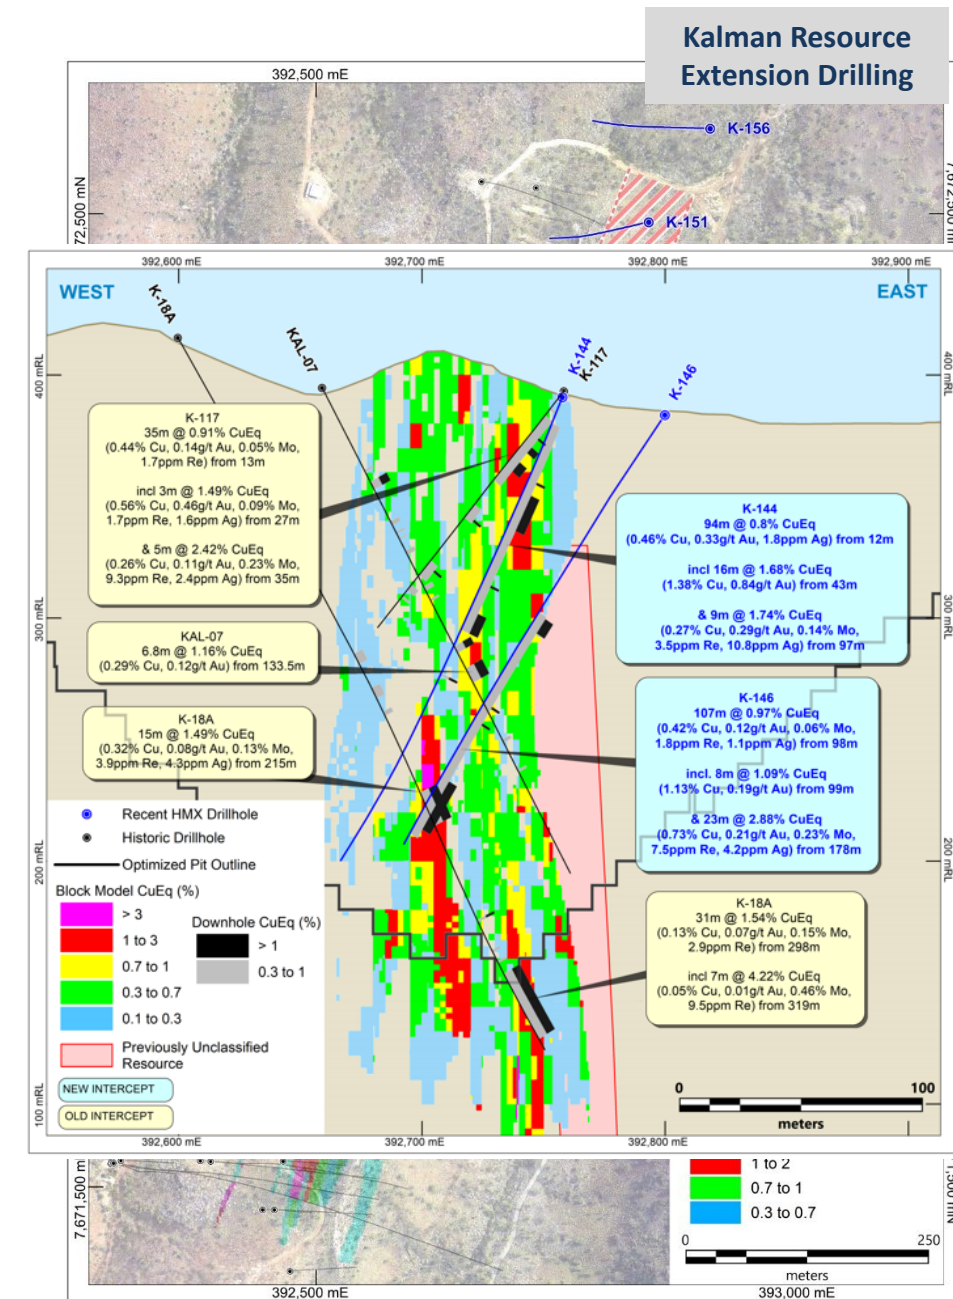 Kalman Resource
Extension Drilling
392,500 mE
K-156
K-151
392,600 mE
392,700 mE
392,800 mE
392,900 mE
WEST
EAST
K-18A
KAL-07
K-144
K-117
K-146
400 mRL
400 mRL
K-117
35m @ 0.91% CuEq
(0.44% Cu, 0.14g/t Au, 0.05% Mo,
1.7ppm Re) from 13m
incl 3m @ 1.49% CuEq
(0.56% Cu, 0.46g/t Au, 0.09% Mo,
1.7ppm Re, 1.6ppm Ag) from 27m
& 5m @ 2.42% CuEq
(0.26% Cu, 0.11g/t Au, 0.23% Mo,
9.3ppm Re, 2.4ppm Ag) from 35m
K-144
94m @ 0.8% CuEq
(0.46% Cu, 0.33g/t Au, 1.8ppm Ag) from 12m
incl 16m @ 1.68% CuEq
(1.38% Cu, 0.84g/t Au) from 43m
& 9m @ 1.74% CuEq
(0.27% Cu, 0.29g/t Au, 0.14% Mo,
3.5ppm Re, 10.8ppm Ag) from 97m
300 mRL
300 mRL
KAL-07
6.8m @ 1.16% CuEq
(0.29% Cu, 0.12g/t Au) from 133.5m
K-18A
15m @ 1.49% CuEq
(0.32% Cu, 0.08g/t Au, 0.13% Mo,
3.9ppm Re, 4.3ppm Ag) from 215m
K-146
107m @ 0.97% CuEq
(0.42% Cu, 0.12g/t Au, 0.06% Mo,
1.8ppm Re, 1.1ppm Ag) from 98m
incl. 8m @ 1.09% CuEq
(1.13% Cu, 0.19g/t Au) from 99m
& 23m @ 2.88% CuEq
(0.73% Cu, 0.21g/t Au, 0.23% Mo,
7.5ppm Re, 4.2ppm Ag) from 178m
200 mRL
200 mRL
K-18A
31m @ 1.54% CuEq
(0.13% Cu, 0.07g/t Au, 0.15% Mo,
2.9ppm Re) from 298m
incl 7m @ 4.22% CuEq
(0.05% Cu, 0.01g/t Au, 0.46% Mo,
9.5ppm Re) from 319m
Recent HMX Drillhole
Historic Drillhole
Optimized Pit Outline
Block Model CuEq (%)
> 3
1 to 3
0.7 to 1
0.3 to 0.7
0.1 to 0.3
Downhole CuEq (%)
> 1
0.3 to 1
Previously Unclassified
Resource
NEW INTERCEPT
OLD INTERCEPT
100 mRL
0 100
meters
392,600 mE
392,700 mE
392,800 mE
7,671,500 m
1 to 2
0.7 to 1
0.3 to 0.7
0 250
meters
392,500 mE
393,000 mE